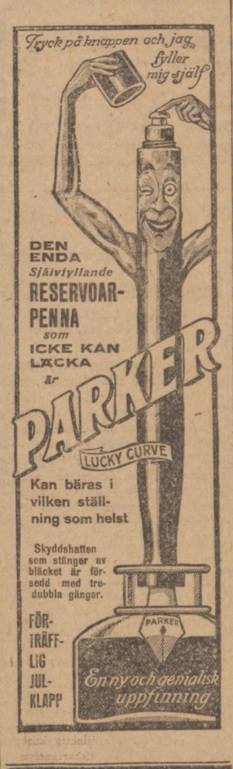 Tryck på knappen och jag
fyller
mig själf
DEN
ENDA
Självfyllande
RESERVOAR-
PENNA
som
ICKE KAN
LÄCKA
är
PARKER
LUCKY CURVE
Kan bäras i
vilken ställ-
ning som helst
Skyddshatten
som stänger av
bläcket är för-
sedd med tre-
dubbla gängor.
FÖR-
TRÄFF-
LIG
JUL-
KLAPP
PARKER
En ny och genialisk
uppfinning